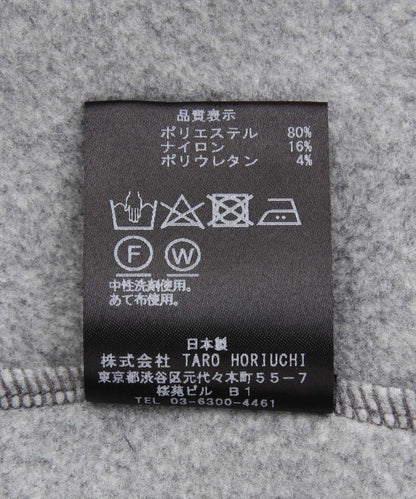 品質表示
ポリエステル 80%
ナイロン 16%
ポリウレタン 4%
F W
中性洗剤使用。
あて布使用。
日本製
株式会社 TARO HORIUCHI
東京都渋谷区元代々木町55-7
桜苑ビル B1
TEL 03-6300-4461